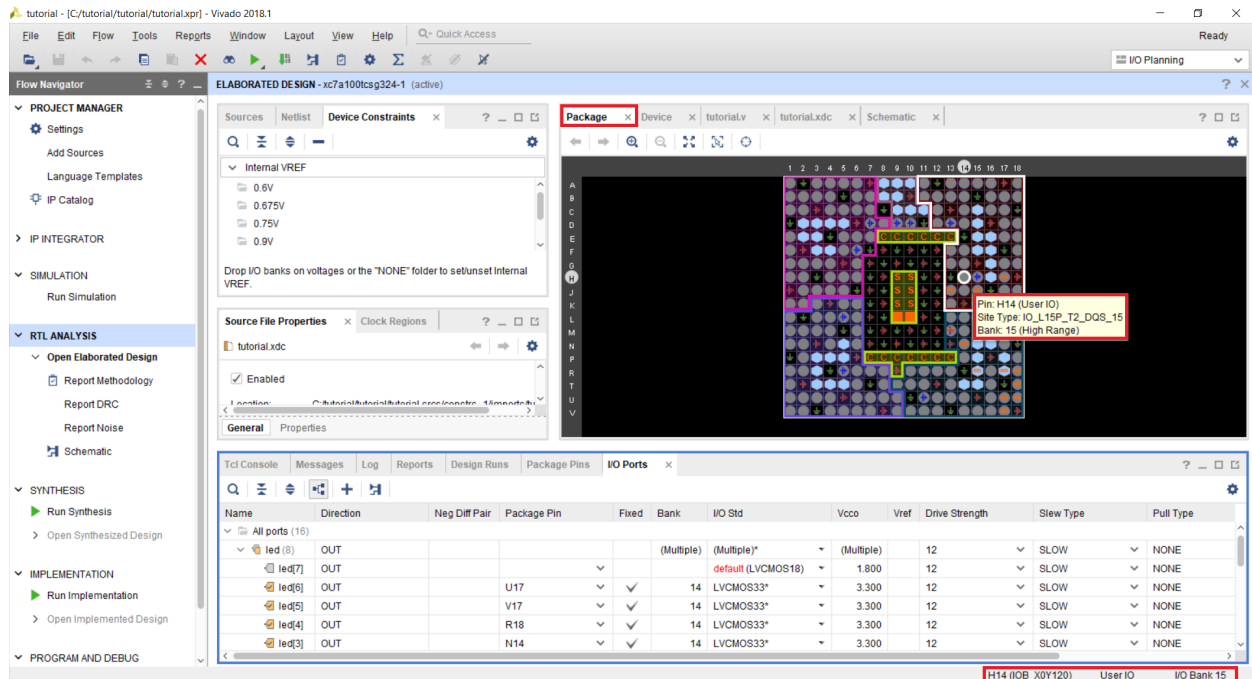 tutorial - [C:/tutorial/tutorial/tutorial.xpr] - Vivado 2018.1
File Edit Flow Tools Reports Window Layout View Help Quick Access Ready
I/O Planning
Flow Navigator
ELABORATED DESIGN - xc7a100tcsg324-1 (active)
PROJECT MANAGER
Settings
Add Sources
Language Templates
IP Catalog
IP INTEGRATOR
SIMULATION
Run Simulation
RTL ANALYSIS
Open Elaborated Design
Report Methodology
Report DRC
Report Noise
Schematic
SYNTHESIS
Run Synthesis
Open Synthesized Design
IMPLEMENTATION
Run Implementation
Open Implemented Design
PROGRAM AND DEBUG
Sources Netlist Device Constraints
Internal VREF
0.6V
0.675V
0.75V
0.9V
Drop I/O banks on voltages or the "NONE" folder to set/unset Internal
VREF.
Source File Properties Clock Regions
tutorial.xdc
Enabled
General Properties
Package Device tutorial.v tutorial.xdc Schematic
1 2 3 4 5 6 7 8 9 10 11 12 13 14 15 16 17 18
A
B
C
D
E
F
G
H
J
K
L
M
N
P
R
T
U
V
C C C C C C
S S
S S
S S
C C C C C C C
Pin: H14 (User IO)
Site Type: IO_L15P_T2_DQS_15
Bank: 15 (High Range)
Tcl Console Messages Log Reports Design Runs Package Pins I/O Ports
Name Direction Neg Diff Pair Package Pin Fixed Bank I/O Std Vcco Vref Drive Strength Slew Type Pull Type
All ports (16)
led (8) OUT (Multiple) (Multiple)* (Multiple) 12 SLOW NONE
led[7] OUT default (LVCMOS18) 1.800 12 SLOW NONE
led[6] OUT U17 14 LVCMOS33* 3.300 12 SLOW NONE
led[5] OUT V17 14 LVCMOS33* 3.300 12 SLOW NONE
led[4] OUT R18 14 LVCMOS33* 3.300 12 SLOW NONE
led[3] OUT N14 14 LVCMOS33* 3.300 12 SLOW NONE
H14 (IOB_X0Y120) User IO I/O Bank 15